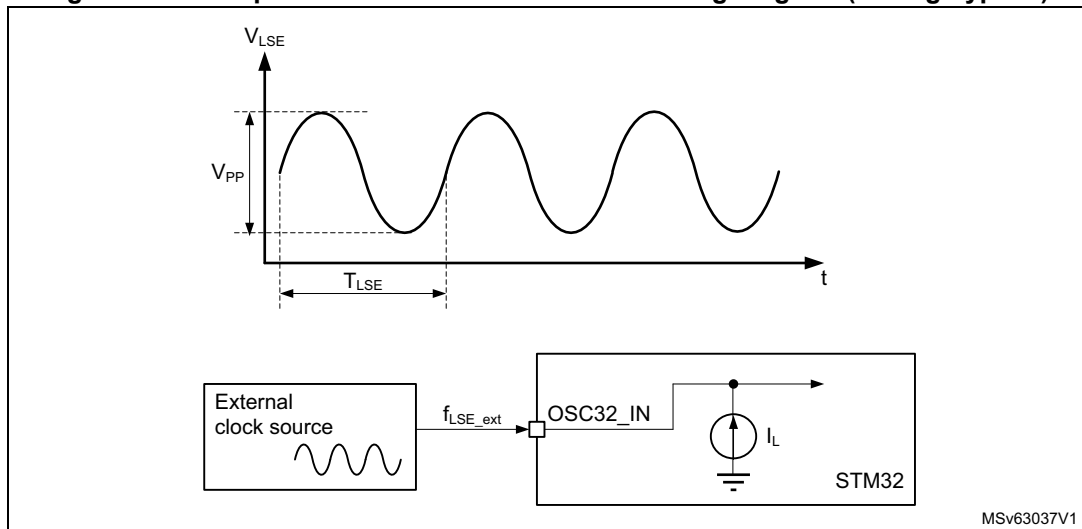 V_LSE
V_PP
T_LSE
t
External
clock source
f_LSE_ext
OSC32_IN
I_L
STM32
MSv63037V1